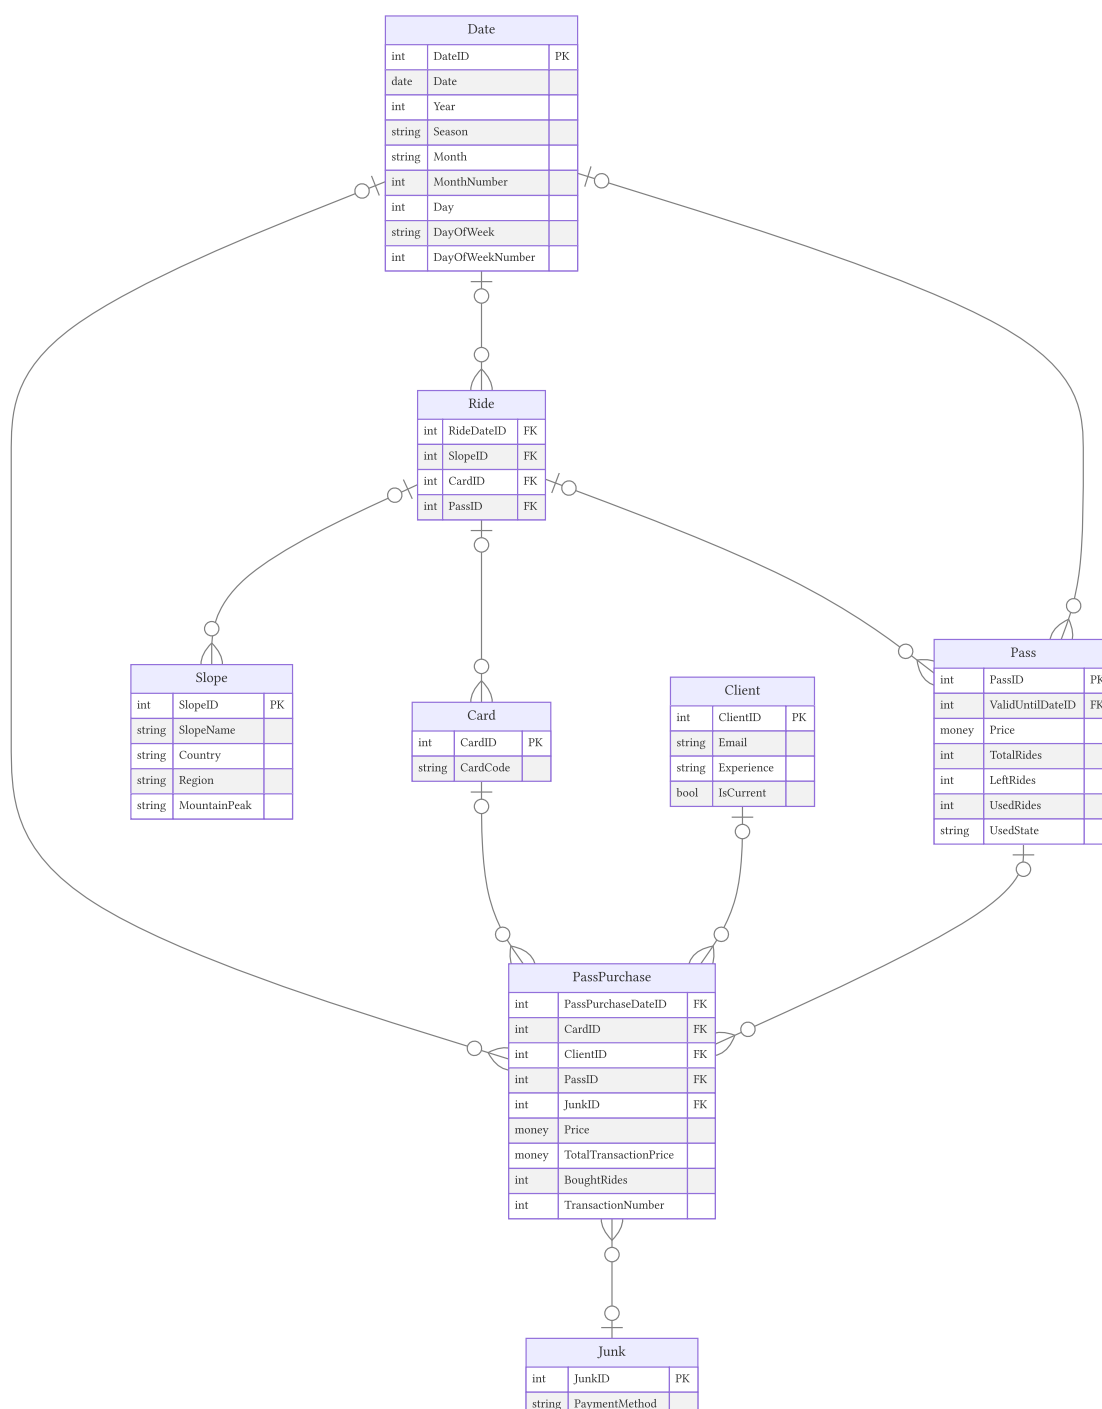 Date
int DateID PK
date Date
int Year
string Season
string Month
int MonthNumber
int Day
string DayOfWeek
int DayOfWeekNumber
Ride
int RideDateID FK
int SlopeID FK
int CardID FK
int PassID FK
Slope
int SlopeID PK
string SlopeName
string Country
string Region
string MountainPeak
Card
int CardID PK
string CardCode
Client
int ClientID PK
string Email
string Experience
bool IsCurrent
Pass
int PassID PK
int ValidUntilDateID FK
money Price
int TotalRides
int LeftRides
int UsedRides
string UsedState
PassPurchase
int PassPurchaseDateID FK
int CardID FK
int ClientID FK
int PassID FK
int JunkID FK
money Price
money TotalTransactionPrice
int BoughtRides
int TransactionNumber
Junk
int JunkID PK
string PaymentMethod